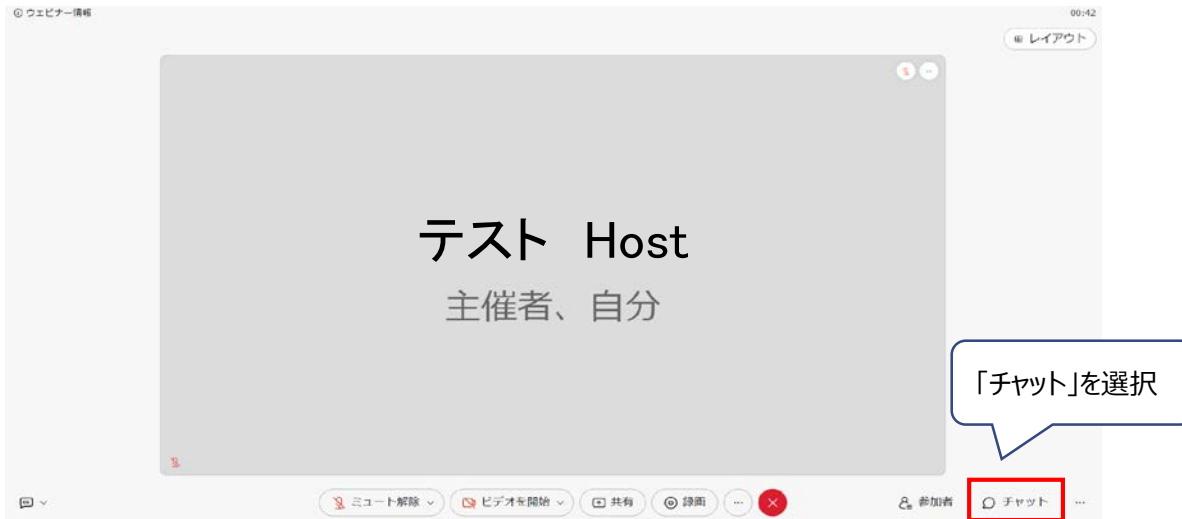 ウェビナー情報
00:42
レイアウト
テスト Host
主催者、自分
「チャット」を選択
ミュート解除
ビデオを開始
共有
録画
参加者
チャット